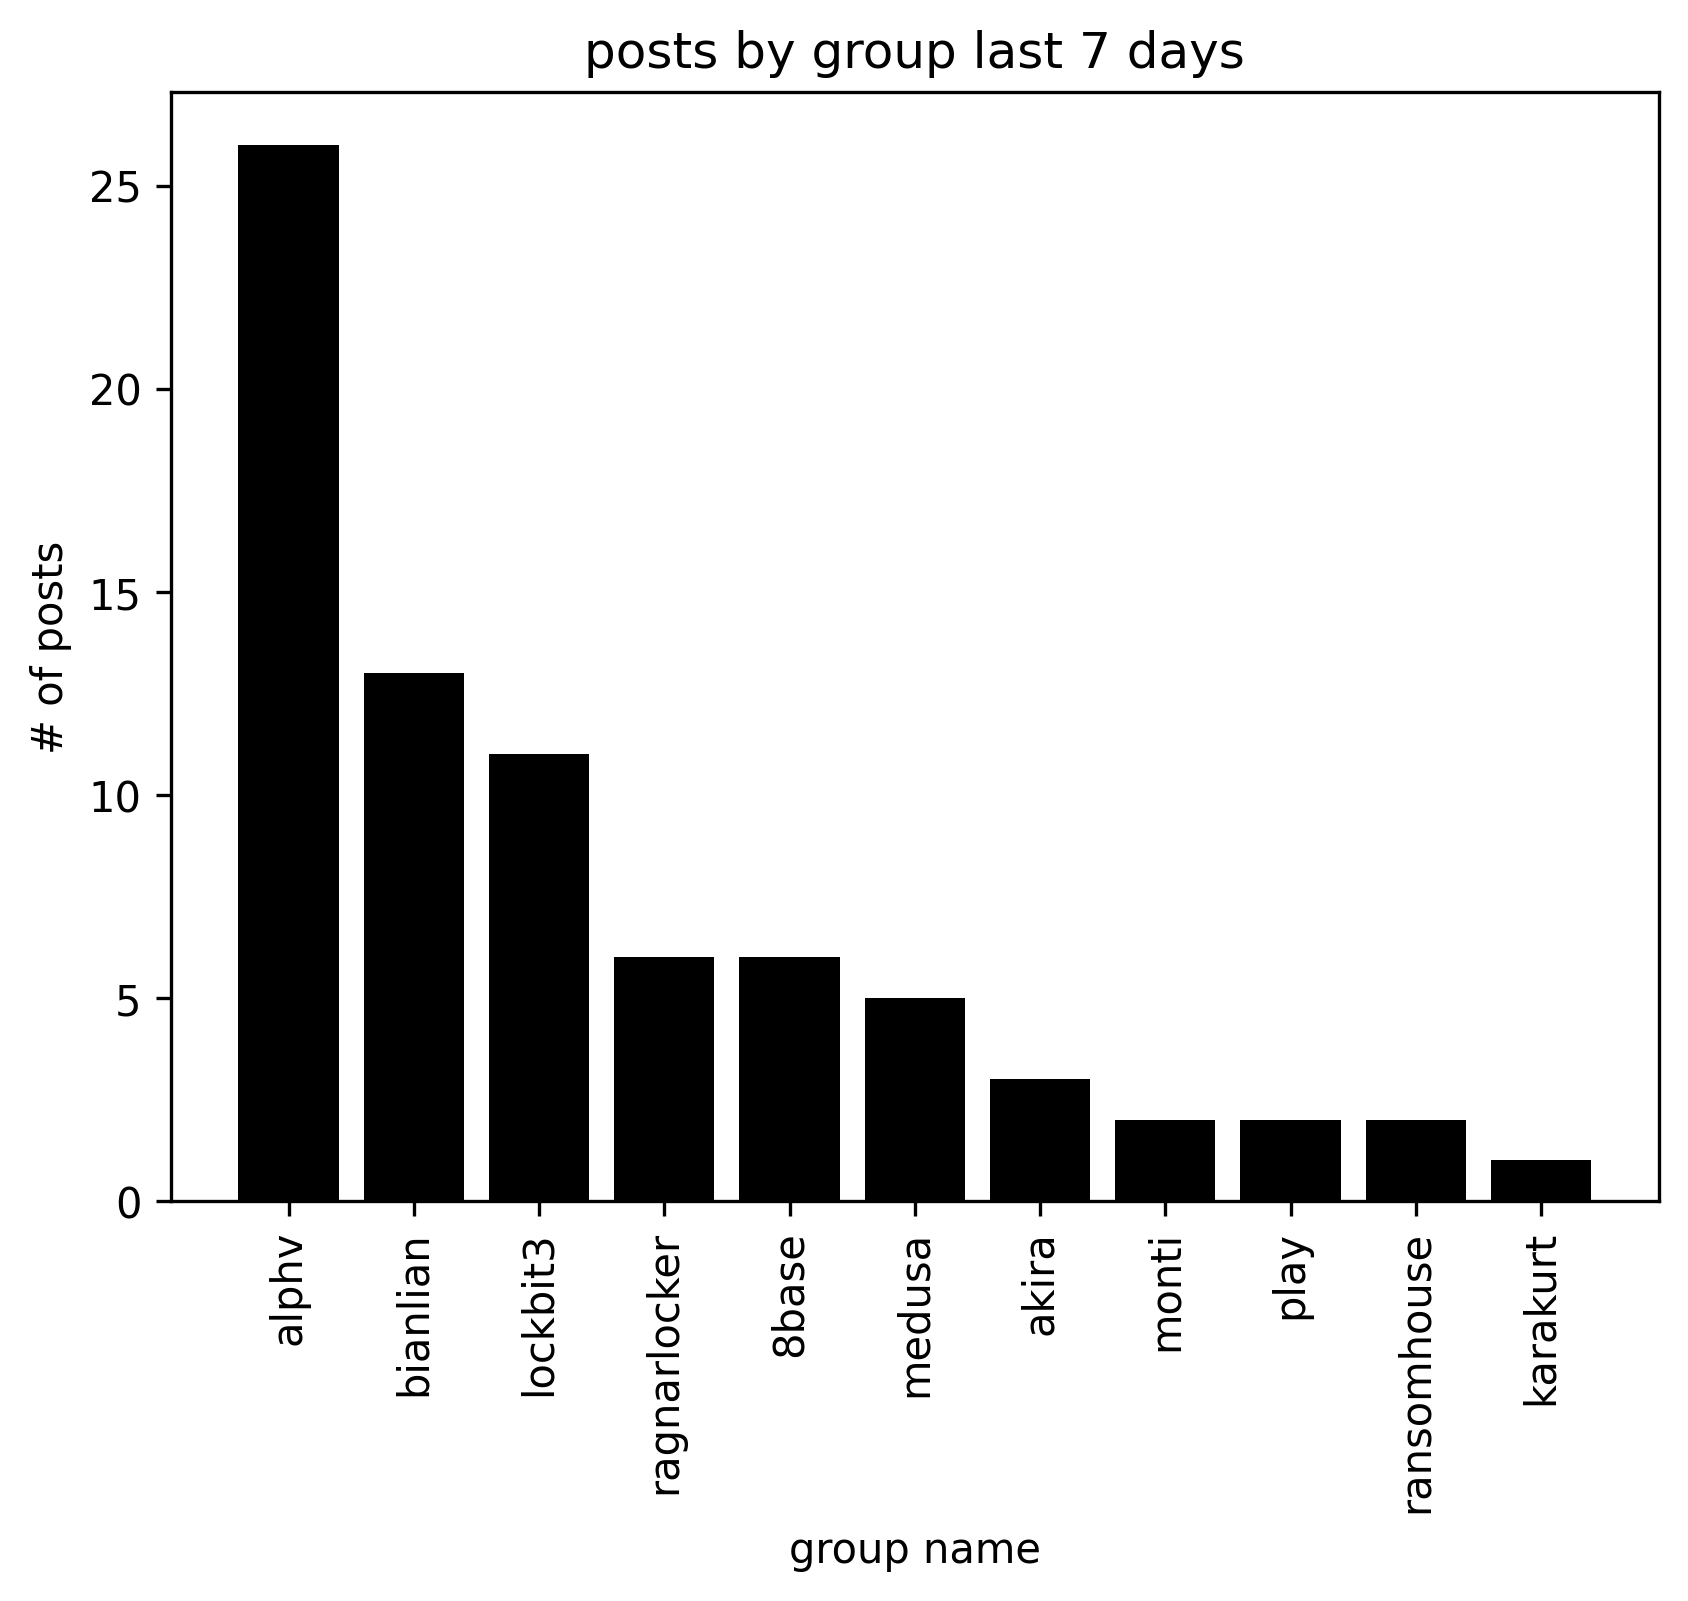 posts by group last 7 days
# of posts
25
20
15
10
5
0
alphv
bianlian
lockbit3
ragnarlocker
8base
medusa
akira
monti
play
ransomhouse
karakurt
group name